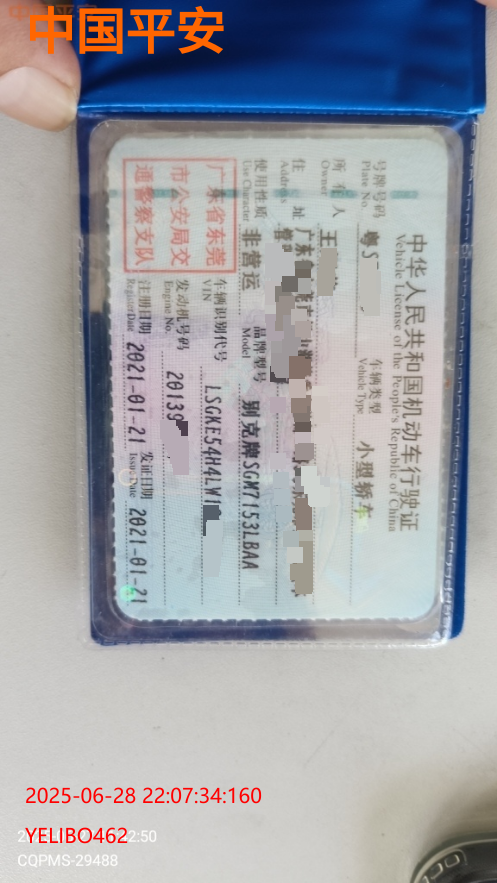 中国平安
中华人民共和国机动车行驶证
Vehicle License of the People's Republic of China
号牌号码 粤S 车辆类型 小型轿车
Plate No. Vehicle Type
所有人 王
Owner
住址 广东
Address
使用性质 非营运 品牌型号 别克牌SGM7153LBAA
Use Character Model
广东省东莞
市公安局交
通警察支队
车辆识别代号 LSGKE54H4LW1
VIN
发动机号码 20139
Engine No.
注册日期 2021-01-21 发证日期 2021-01-21
Register Date Issue Date
2025-06-28 22:07:34:160
YELIBO462
CQPMS-29488